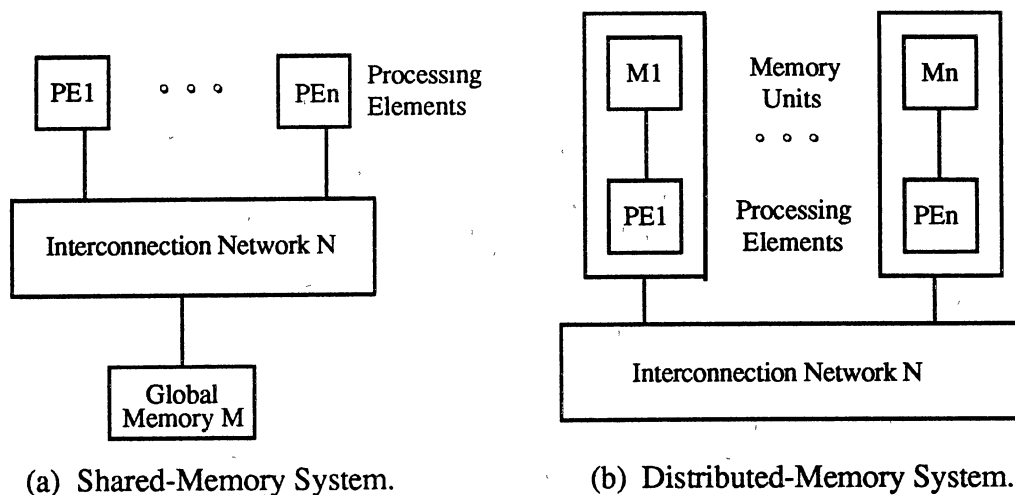 PE1
PEn
Processing
Elements
Interconnection Network N
Global
Memory M
(a) Shared-Memory System.
M1
Memory
Units
Mn
PE1
Processing
Elements
PEn
Interconnection Network N
(b) Distributed-Memory System.